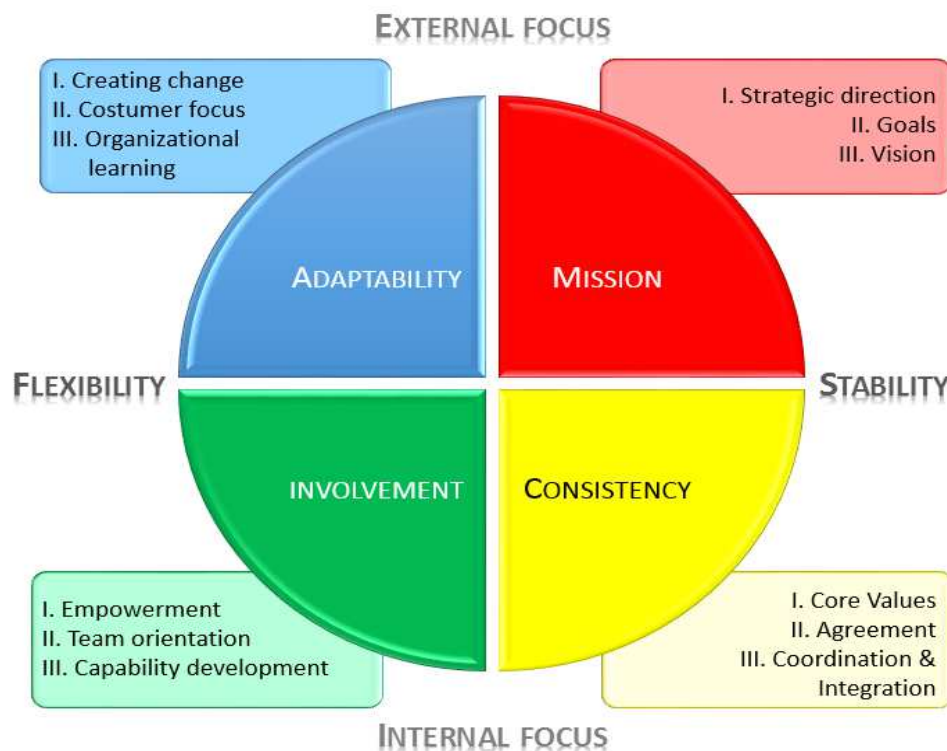 EXTERNAL FOCUS
I. Creating change
II. Costumer focus
III. Organizational
learning
I. Strategic direction
II. Goals
III. Vision
ADAPTABILITY
MISSION
FLEXIBILITY
STABILITY
INVOLVEMENT
CONSISTENCY
I. Empowerment
II. Team orientation
III. Capability development
I. Core Values
II. Agreement
III. Coordination &
Integration
INTERNAL FOCUS